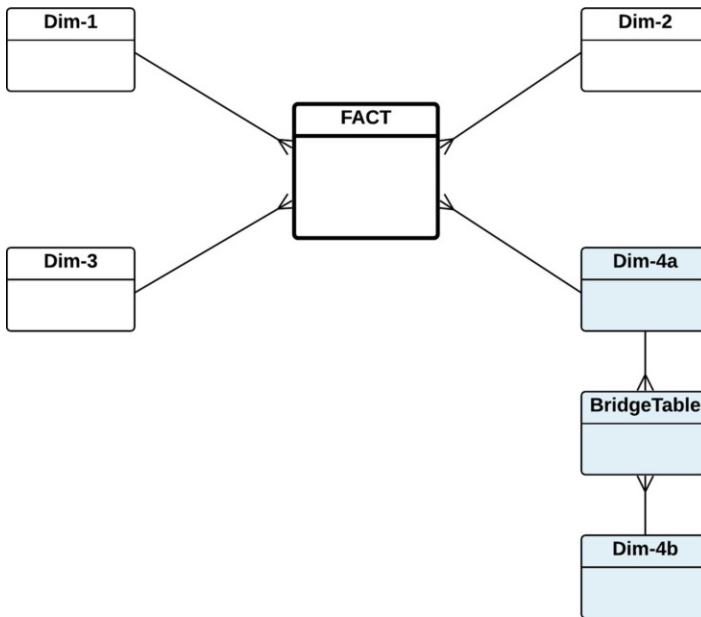 Dim-1
Dim-2
FACT
Dim-3
Dim-4a
BridgeTable
Dim-4b